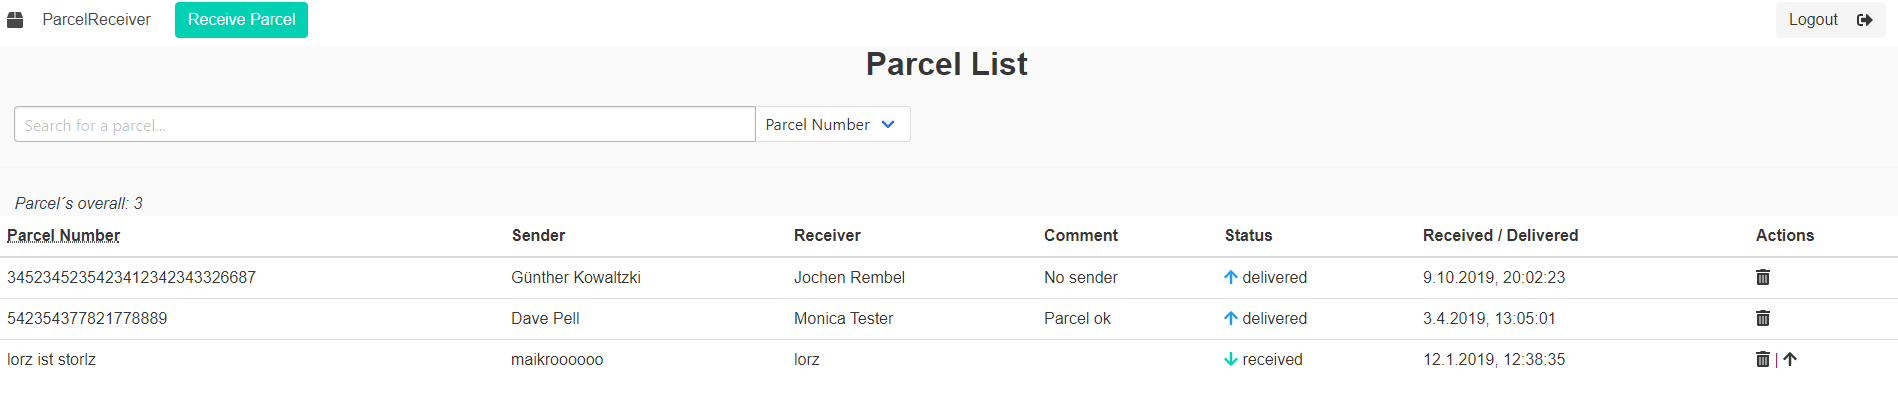 ParcelReceiver Receive Parcel Logout
Parcel List
Search for a parcel... Parcel Number
Parcel´s overall: 3
Parcel Number Sender Receiver Comment Status Received / Delivered Actions
3452345235423412342343326687 Günther Kowaltzki Jochen Rembel No sender delivered 9.10.2019, 20:02:23
542354377821778889 Dave Pell Monica Tester Parcel ok delivered 3.4.2019, 13:05:01
lorz ist storlz maikroooooo lorz received 12.1.2019, 12:38:35 |